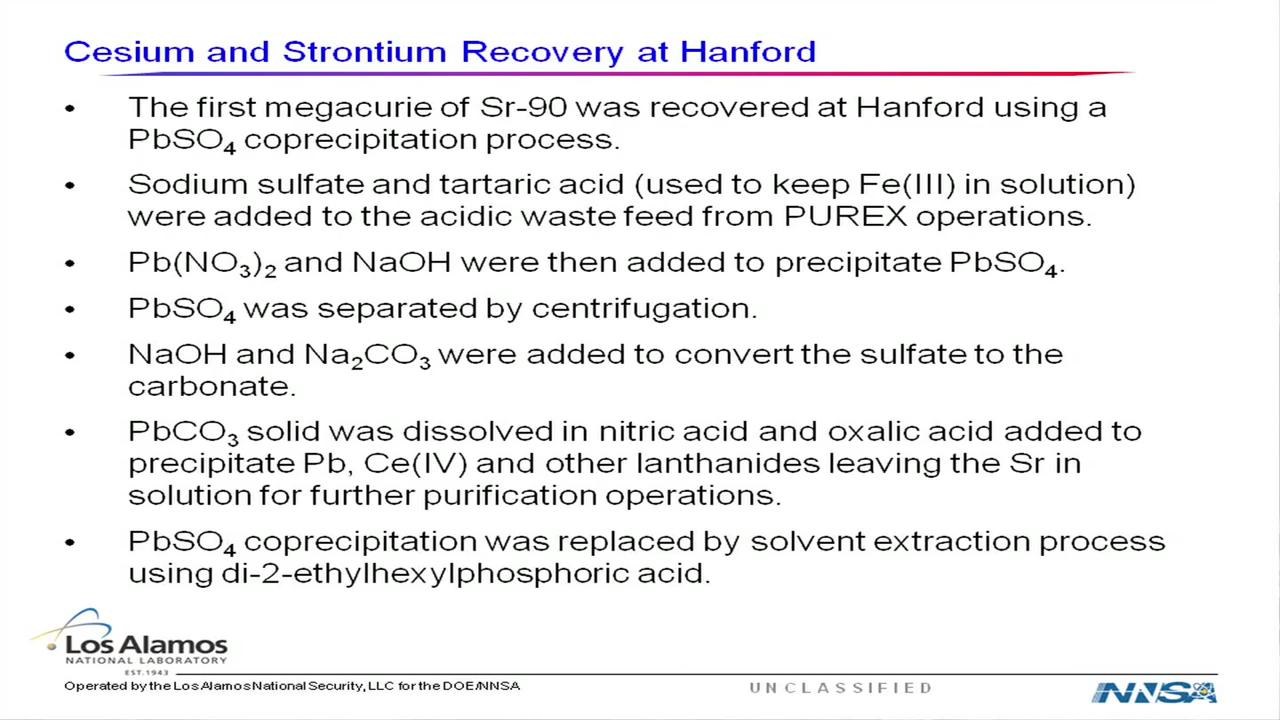 Cesium and Strontium Recovery at Hanford
• The first megacurie of Sr-90 was recovered at Hanford using a
PbSO₄ coprecipitation process.
• Sodium sulfate and tartaric acid (used to keep Fe(III) in solution)
were added to the acidic waste feed from PUREX operations.
• Pb(NO₃)₂ and NaOH were then added to precipitate PbSO₄.
• PbSO₄ was separated by centrifugation.
• NaOH and Na₂CO₃ were added to convert the sulfate to the
carbonate.
• PbCO₃ solid was dissolved in nitric acid and oxalic acid added to
precipitate Pb, Ce(IV) and other lanthanides leaving the Sr in
solution for further purification operations.
• PbSO₄ coprecipitation was replaced by solvent extraction process
using di-2-ethylhexylphosphoric acid.
Los Alamos
NATIONAL LABORATORY
EST. 1943
Operated by the Los Alamos National Security, LLC for the DOE/NNSA
UNCLASSIFIED
NNSA